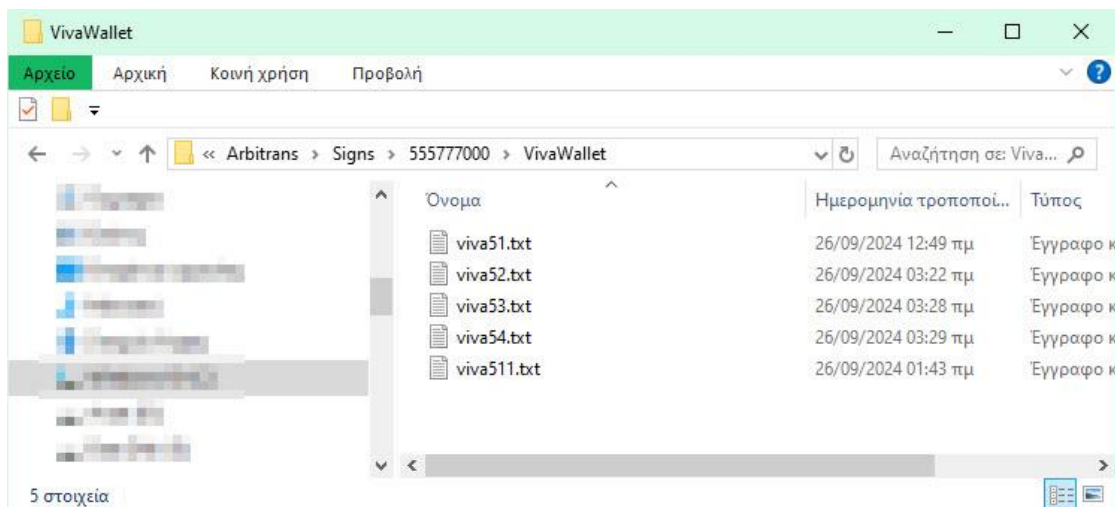 VivaWallet
Αρχείο Αρχική Κοινή χρήση Προβολή
« Arbitrans › Signs › 555777000 › VivaWallet Αναζήτηση σε: Viva...
Όνομα Ημερομηνία τροποποί... Τύπος
viva51.txt 26/09/2024 12:49 πμ Έγγραφο κ
viva52.txt 26/09/2024 03:22 πμ Έγγραφο κ
viva53.txt 26/09/2024 03:28 πμ Έγγραφο κ
viva54.txt 26/09/2024 03:29 πμ Έγγραφο κ
viva511.txt 26/09/2024 01:43 πμ Έγγραφο κ
5 στοιχεία